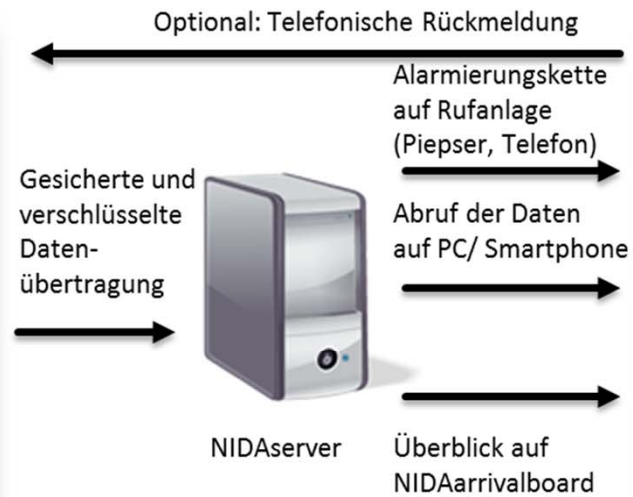 Optional: Telefonische Rückmeldung
Alarmierungskette
auf Rufanlage
(Piepser, Telefon)
Gesicherte und
verschlüsselte
Daten-
übertragung
Abruf der Daten
auf PC/ Smartphone
NIDAserver
Überblick auf
NIDAarrivalboard